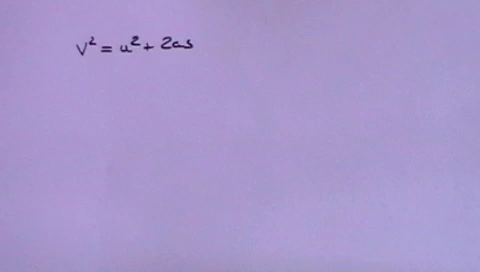 v² = u² + 2as